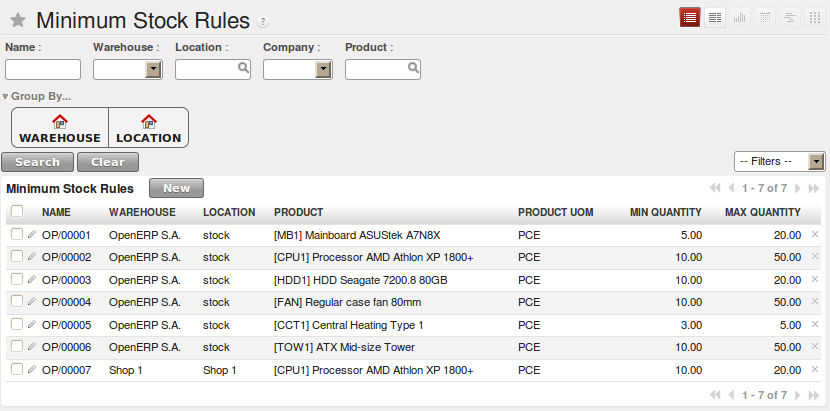 Minimum Stock Rules ?
Name : Warehouse : Location : Company : Product :
Group By...
WAREHOUSE LOCATION
Search Clear -- Filters --
Minimum Stock Rules New 1 - 7 of 7
NAME WAREHOUSE LOCATION PRODUCT PRODUCT UOM MIN QUANTITY MAX QUANTITY
OP/00001 OpenERP S.A. stock [MB1] Mainboard ASUStek A7N8X PCE 5.00 20.00
OP/00002 OpenERP S.A. stock [CPU1] Processor AMD Athlon XP 1800+ PCE 10.00 50.00
OP/00003 OpenERP S.A. stock [HDD1] HDD Seagate 7200.8 80GB PCE 10.00 20.00
OP/00004 OpenERP S.A. stock [FAN] Regular case fan 80mm PCE 10.00 50.00
OP/00005 OpenERP S.A. stock [CCT1] Central Heating Type 1 PCE 3.00 5.00
OP/00006 OpenERP S.A. stock [TOW1] ATX Mid-size Tower PCE 10.00 50.00
OP/00007 Shop 1 Shop 1 [CPU1] Processor AMD Athlon XP 1800+ PCE 10.00 20.00
1 - 7 of 7